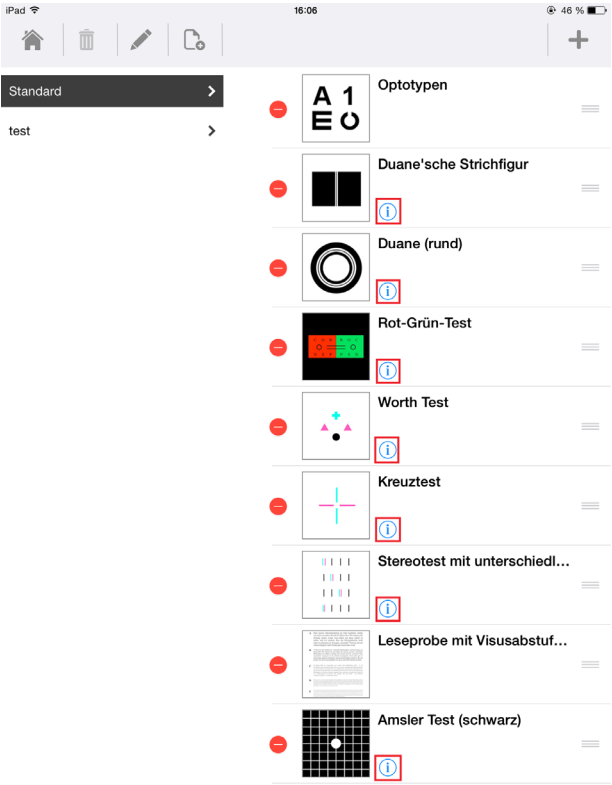 iPad 16:06 46 %
Standard
test
A 1
E O
Optotypen
Duane'sche Strichfigur
i
Duane (rund)
i
Rot-Grün-Test
i
Worth Test
i
Kreuztest
i
Stereotest mit unterschiedl...
i
Leseprobe mit Visusabstuf...
Amsler Test (schwarz)
i